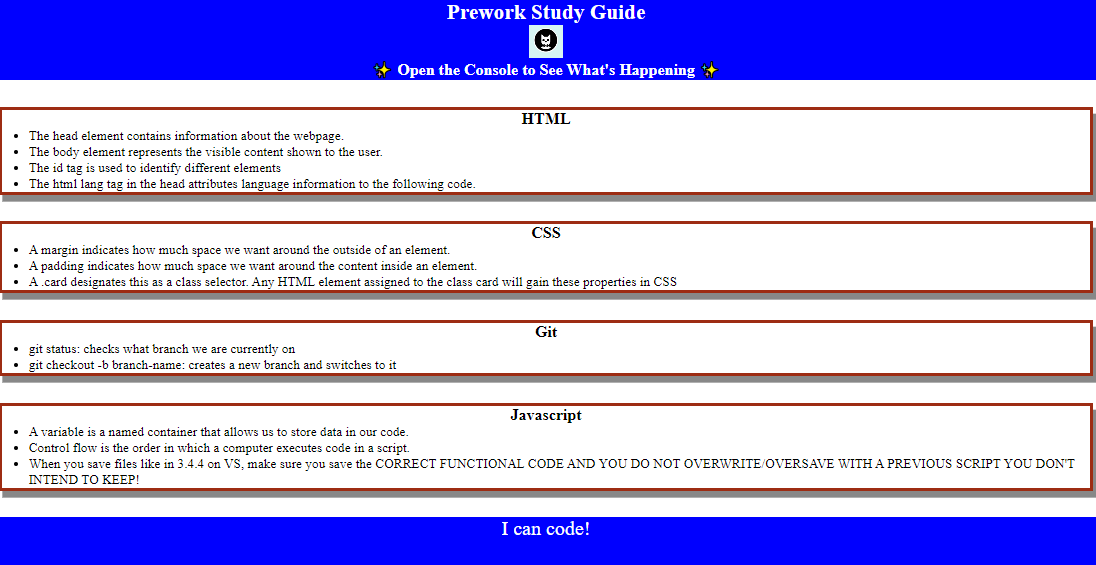 Prework Study Guide
✨ Open the Console to See What's Happening ✨
HTML
• The head element contains information about the webpage.
• The body element represents the visible content shown to the user.
• The id tag is used to identify different elements
• The html lang tag in the head attributes language information to the following code.
CSS
• A margin indicates how much space we want around the outside of an element.
• A padding indicates how much space we want around the content inside an element.
• A .card designates this as a class selector. Any HTML element assigned to the class card will gain these properties in CSS
Git
• git status: checks what branch we are currently on
• git checkout -b branch-name: creates a new branch and switches to it
Javascript
• A variable is a named container that allows us to store data in our code.
• Control flow is the order in which a computer executes code in a script.
• When you save files like in 3.4.4 on VS, make sure you save the CORRECT FUNCTIONAL CODE AND YOU DO NOT OVERWRITE/OVERSAVE WITH A PREVIOUS SCRIPT YOU DON'T
INTEND TO KEEP!
I can code!